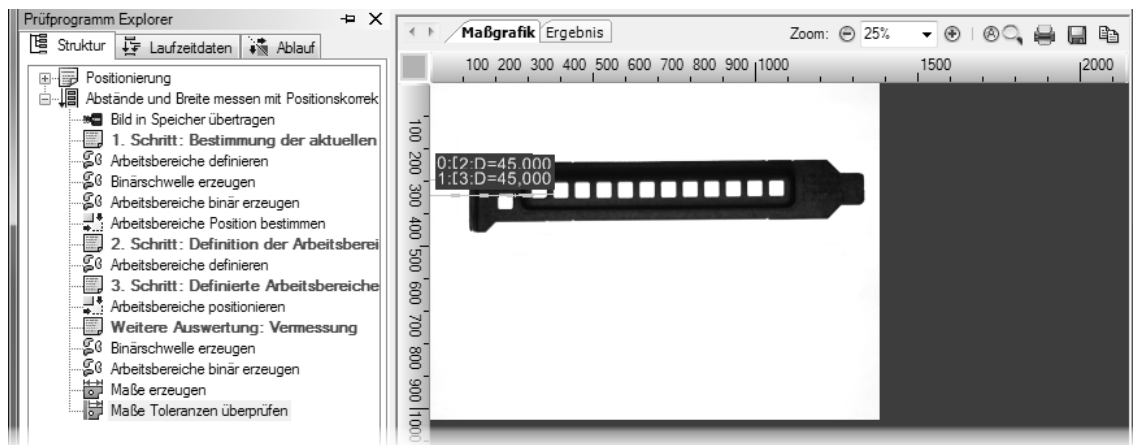 Prüfprogramm Explorer
Struktur Laufzeitdaten Ablauf
Positionierung
Abstände und Breite messen mit Positionskorrek
Bild in Speicher übertragen
1. Schritt: Bestimmung der aktuellen
Arbeitsbereiche definieren
Binärschwelle erzeugen
Arbeitsbereiche binär erzeugen
Arbeitsbereiche Position bestimmen
2. Schritt: Definition der Arbeitsberei
Arbeitsbereiche definieren
3. Schritt: Definierte Arbeitsbereiche
Arbeitsbereiche positionieren
Weitere Auswertung: Vermessung
Binärschwelle erzeugen
Arbeitsbereiche binär erzeugen
Maße erzeugen
Maße Toleranzen überprüfen
Maßgrafik Ergebnis
Zoom: 25%
100 200 300 400 500 600 700 800 900 1000 1500 2000
100
200
300
400
500
600
700
800
900
1000
0:[2:D=45.000
1:[3:D=45,000